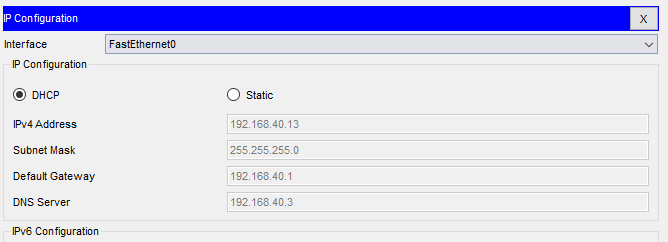 IP Configuration X
Interface FastEthernet0
IP Configuration
DHCP Static
IPv4 Address 192.168.40.13
Subnet Mask 255.255.255.0
Default Gateway 192.168.40.1
DNS Server 192.168.40.3
IPv6 Configuration